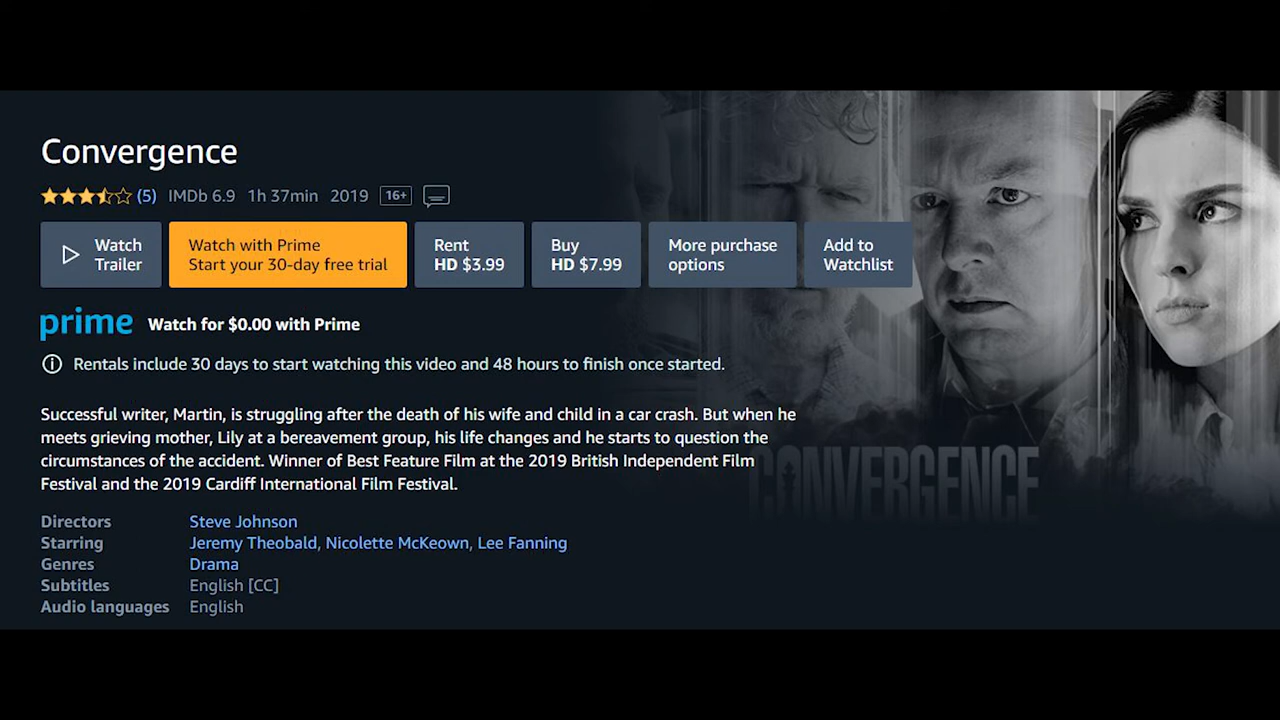 Convergence
(5) IMDb 6.9 1h 37min 2019 16+
Watch
Trailer
Watch with Prime
Start your 30-day free trial
Rent
HD $3.99
Buy
HD $7.99
More purchase
options
Add to
Watchlist
prime Watch for $0.00 with Prime
Rentals include 30 days to start watching this video and 48 hours to finish once started.
Successful writer, Martin, is struggling after the death of his wife and child in a car crash. But when he
meets grieving mother, Lily at a bereavement group, his life changes and he starts to question the
circumstances of the accident. Winner of Best Feature Film at the 2019 British Independent Film
Festival and the 2019 Cardiff International Film Festival.
CONVERGENCE
Directors Steve Johnson
Starring Jeremy Theobald, Nicolette McKeown, Lee Fanning
Genres Drama
Subtitles English [CC]
Audio languages English